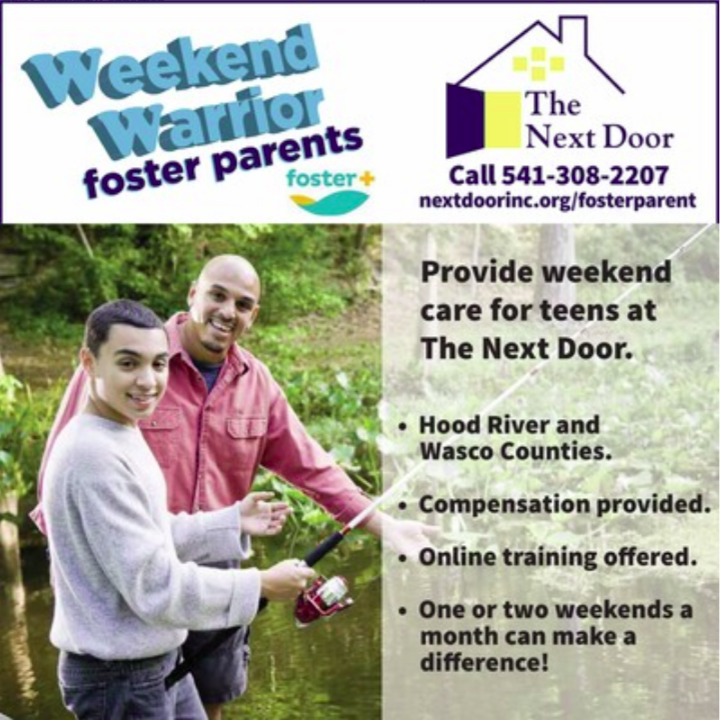 Weekend
Warrior
foster parents
foster+
The
Next Door
Call 541-308-2207
nextdoorinc.org/fosterparent
Provide weekend
care for teens at
The Next Door.
• Hood River and
Wasco Counties.
• Compensation provided.
• Online training offered.
• One or two weekends a
month can make a
difference!